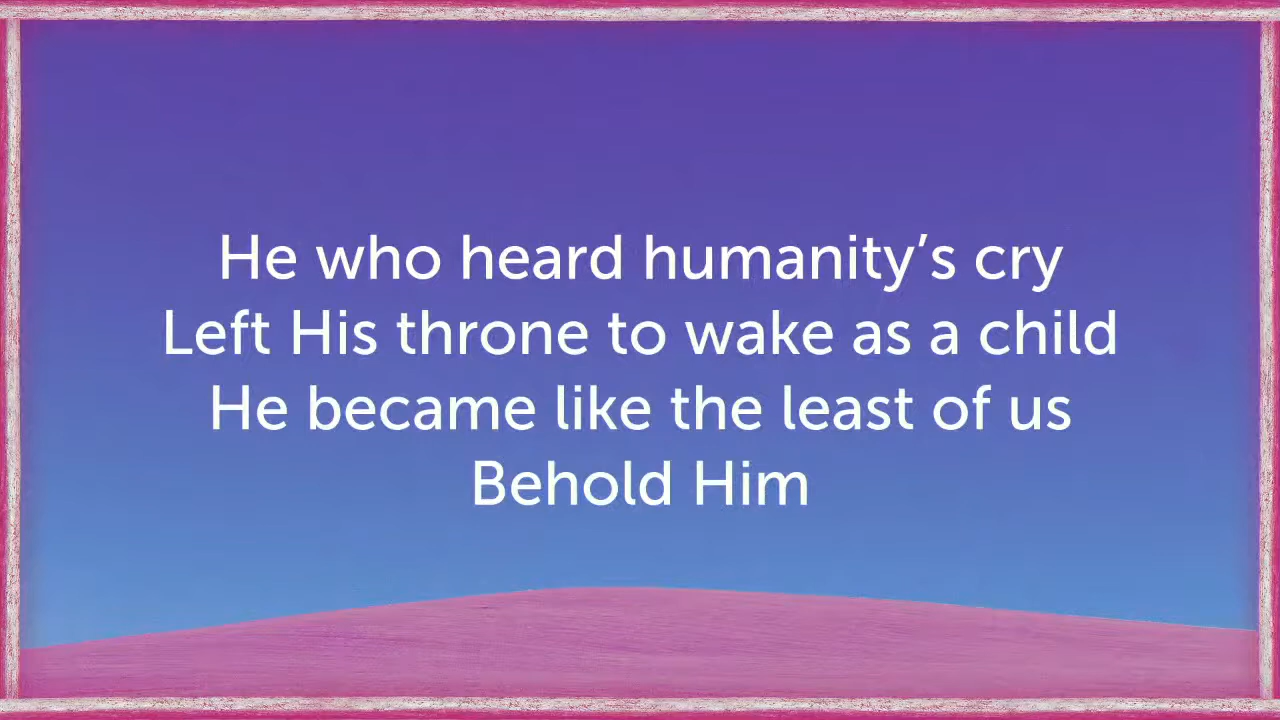 He who heard humanity’s cry
Left His throne to wake as a child
He became like the least of us
Behold Him